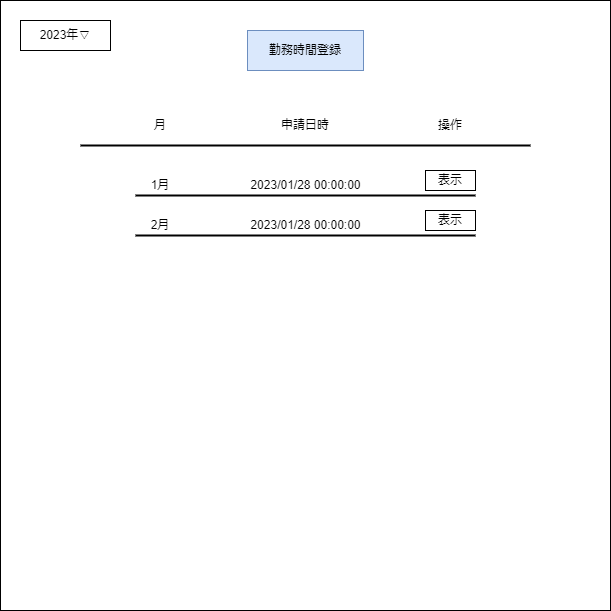 2023年▽
勤務時間登録
月 申請日時 操作
1月 2023/01/28 00:00:00 表示
2月 2023/01/28 00:00:00 表示